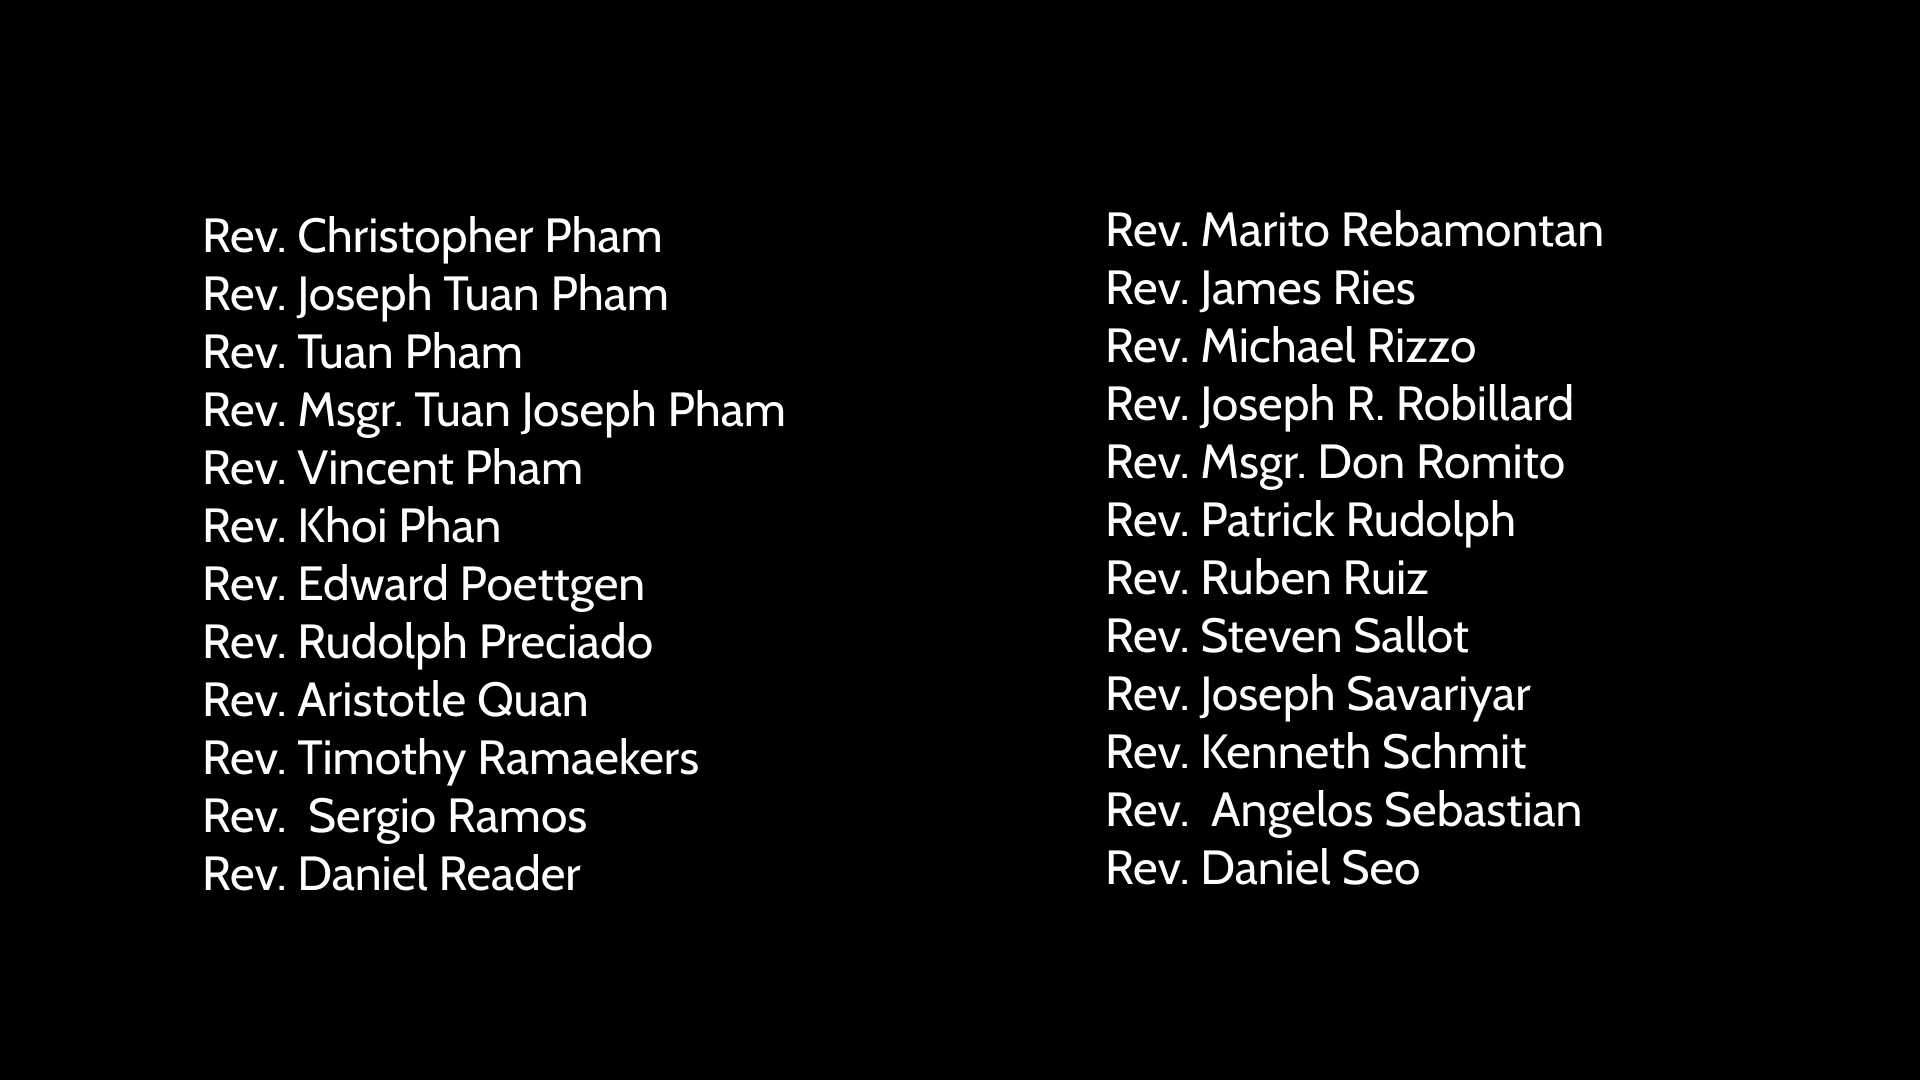 Rev. Christopher Pham
Rev. Joseph Tuan Pham
Rev. Tuan Pham
Rev. Msgr. Tuan Joseph Pham
Rev. Vincent Pham
Rev. Khoi Phan
Rev. Edward Poettgen
Rev. Rudolph Preciado
Rev. Aristotle Quan
Rev. Timothy Ramaekers
Rev.  Sergio Ramos
Rev. Daniel Reader
Rev. Marito Rebamontan
Rev. James Ries
Rev. Michael Rizzo
Rev. Joseph R. Robillard
Rev. Msgr. Don Romito
Rev. Patrick Rudolph
Rev. Ruben Ruiz
Rev. Steven Sallot
Rev. Joseph Savariyar
Rev. Kenneth Schmit
Rev.  Angelos Sebastian
Rev. Daniel Seo